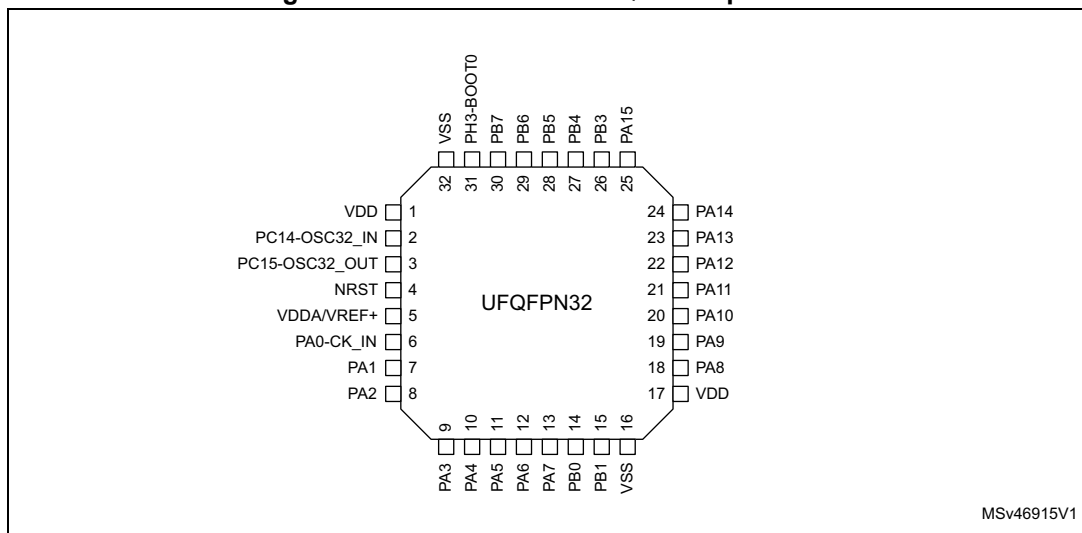 VSS
PH3-BOOT0
PB7
PB6
PB5
PB4
PB3
PA15
32
31
30
29
28
27
26
25
VDD 1
PC14-OSC32_IN 2
PC15-OSC32_OUT 3
NRST 4
VDDA/VREF+ 5
PA0-CK_IN 6
PA1 7
PA2 8
UFQFPN32
24 PA14
23 PA13
22 PA12
21 PA11
20 PA10
19 PA9
18 PA8
17 VDD
9
10
11
12
13
14
15
16
PA3
PA4
PA5
PA6
PA7
PB0
PB1
VSS
MSv46915V1